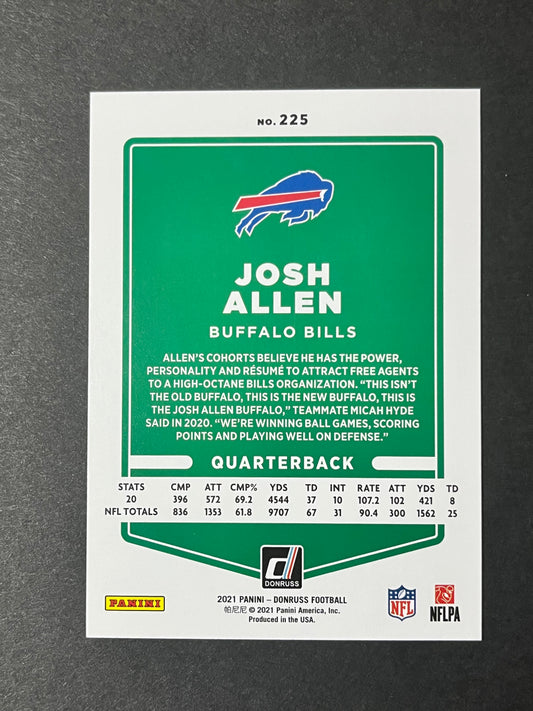 NO. 225
JOSH
ALLEN
BUFFALO BILLS
ALLEN'S COHORTS BELIEVE HE HAS THE POWER,
PERSONALITY AND RÉSUMÉ TO ATTRACT FREE AGENTS
TO A HIGH-OCTANE BILLS ORGANIZATION. “THIS ISN'T
THE OLD BUFFALO, THIS IS THE NEW BUFFALO, THIS IS
THE JOSH ALLEN BUFFALO,” TEAMMATE MICAH HYDE
SAID IN 2020. “WE'RE WINNING BALL GAMES, SCORING
POINTS AND PLAYING WELL ON DEFENSE.”
QUARTERBACK
STATS CMP ATT CMP% YDS TD INT RATE ATT YDS TD
20 396 572 69.2 4544 37 10 107.2 102 421 8
NFL TOTALS 836 1353 61.8 9707 67 31 90.4 300 1562 25
DONRUSS
PANINI
2021 PANINI – DONRUSS FOOTBALL
帕尼尼 © 2021 Panini America, Inc.
Produced in the USA.
NFL
NFLPA